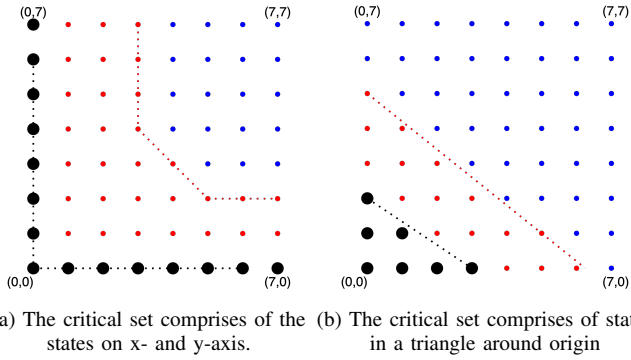 (0,7) (7,7) (0,7) (7,7)
(0,0) (7,0) (0,0) (7,0)
a) The critical set comprises of the (b) The critical set comprises of stat
states on x- and y-axis. in a triangle around origin